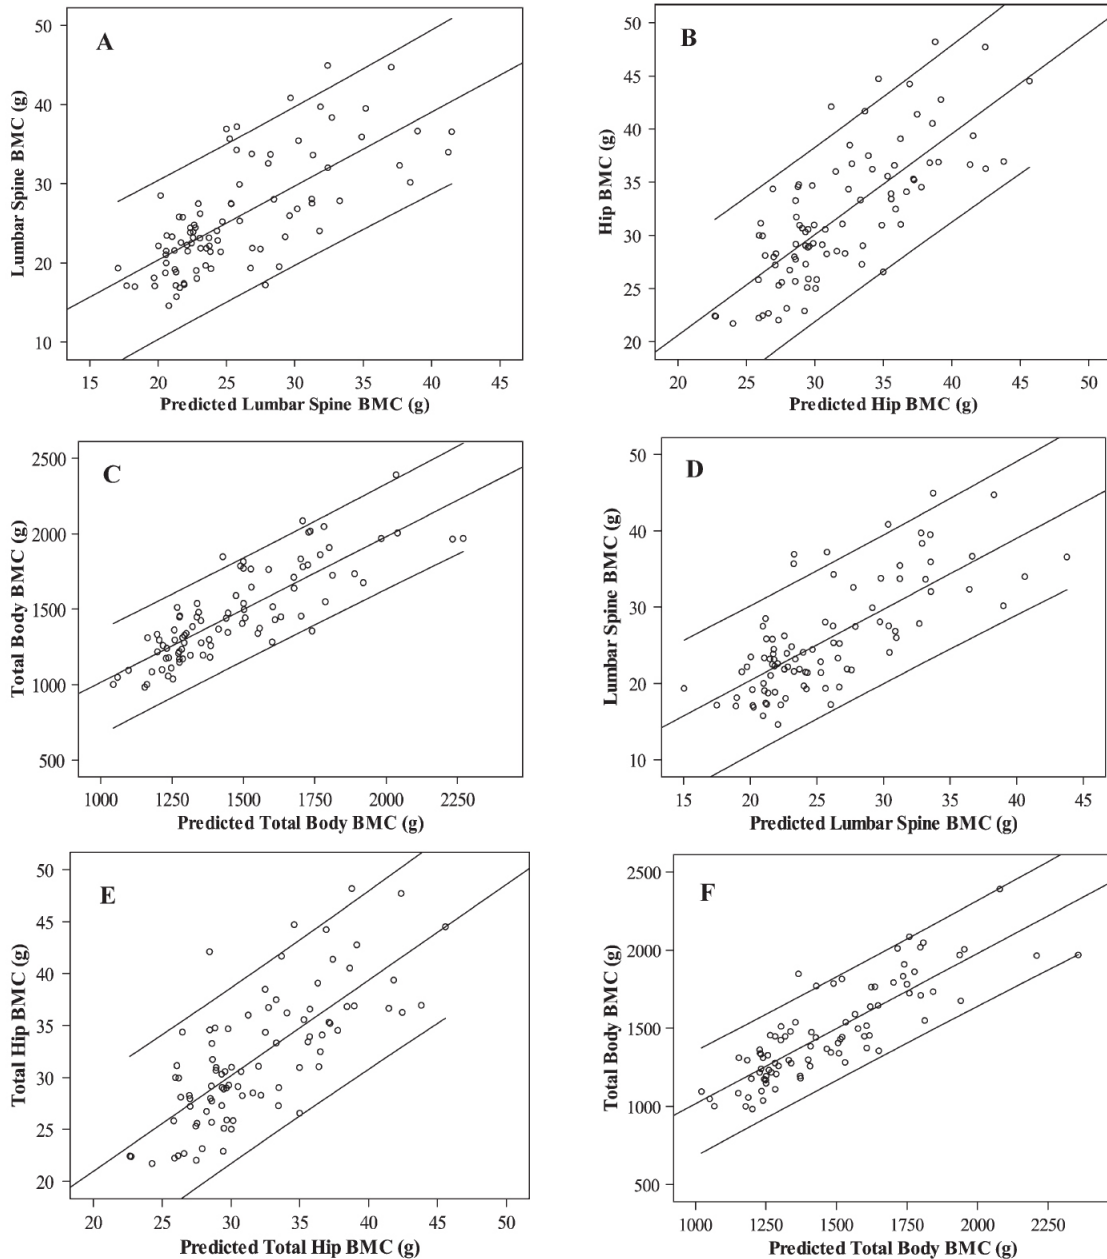 A
50
40
30
20
10
15 20 25 30 35 40 45
Lumbar Spine BMC (g)
Predicted Lumbar Spine BMC (g)
B
50
45
40
35
30
25
20
20 25 30 35 40 45 50
Hip BMC (g)
Predicted Hip BMC (g)
C
2500
2000
1500
1000
500
1000 1250 1500 1750 2000 2250
Total Body BMC (g)
Predicted Total Body BMC (g)
D
50
40
30
20
10
15 20 25 30 35 40 45
Lumbar Spine BMC (g)
Predicted Lumbar Spine BMC (g)
E
50
45
40
35
30
25
20
20 25 30 35 40 45 50
Total Hip BMC (g)
Predicted Total Hip BMC (g)
F
2500
2000
1500
1000
500
1000 1250 1500 1750 2000 2250
Total Body BMC (g)
Predicted Total Body BMC (g)